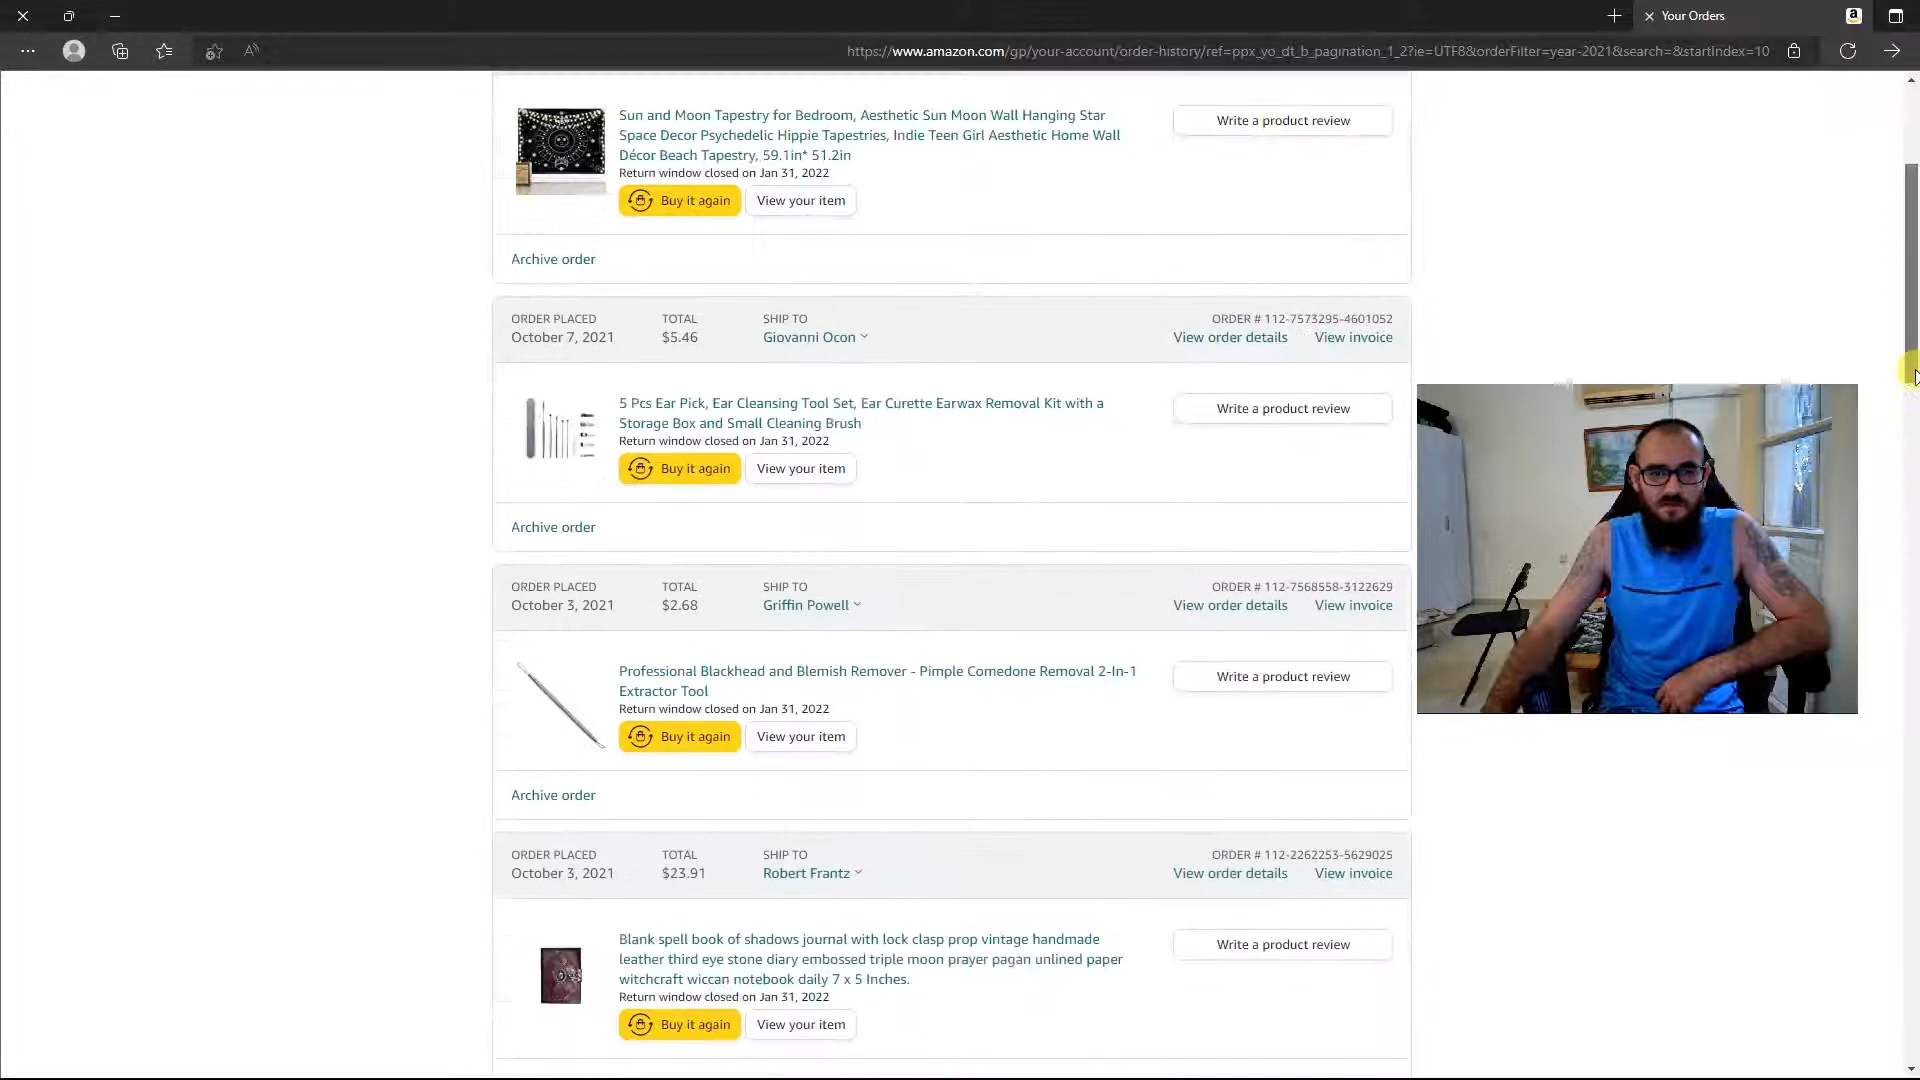 Your Orders
https://www.amazon.com/gp/your-account/order-history/ref=ppx_yo_dt_b_pagination_1_2?ie=UTF8&orderFilter=year-2021&search=&startIndex=10
Sun and Moon Tapestry for Bedroom, Aesthetic Sun Moon Wall Hanging Star
Space Decor Psychedelic Hippie Tapestries, Indie Teen Girl Aesthetic Home Wall
Décor Beach Tapestry, 59.1in* 51.2in
Return window closed on Jan 31, 2022
Buy it again View your item
Write a product review
Archive order
ORDER PLACED TOTAL SHIP TO ORDER # 112-7573295-4601052
October 7, 2021 $5.46 Giovanni Ocon View order details View invoice
5 Pcs Ear Pick, Ear Cleansing Tool Set, Ear Curette Earwax Removal Kit with a
Storage Box and Small Cleaning Brush
Return window closed on Jan 31, 2022
Buy it again View your item
Write a product review
Archive order
ORDER PLACED TOTAL SHIP TO ORDER # 112-7568558-3122629
October 3, 2021 $2.68 Griffin Powell View order details View invoice
Professional Blackhead and Blemish Remover - Pimple Comedone Removal 2-In-1
Extractor Tool
Return window closed on Jan 31, 2022
Buy it again View your item
Write a product review
Archive order
ORDER PLACED TOTAL SHIP TO ORDER # 112-2262253-5629025
October 3, 2021 $23.91 Robert Frantz View order details View invoice
Blank spell book of shadows journal with lock clasp prop vintage handmade
leather third eye stone diary embossed triple moon prayer pagan unlined paper
witchcraft wiccan notebook daily 7 x 5 Inches.
Return window closed on Jan 31, 2022
Buy it again View your item
Write a product review